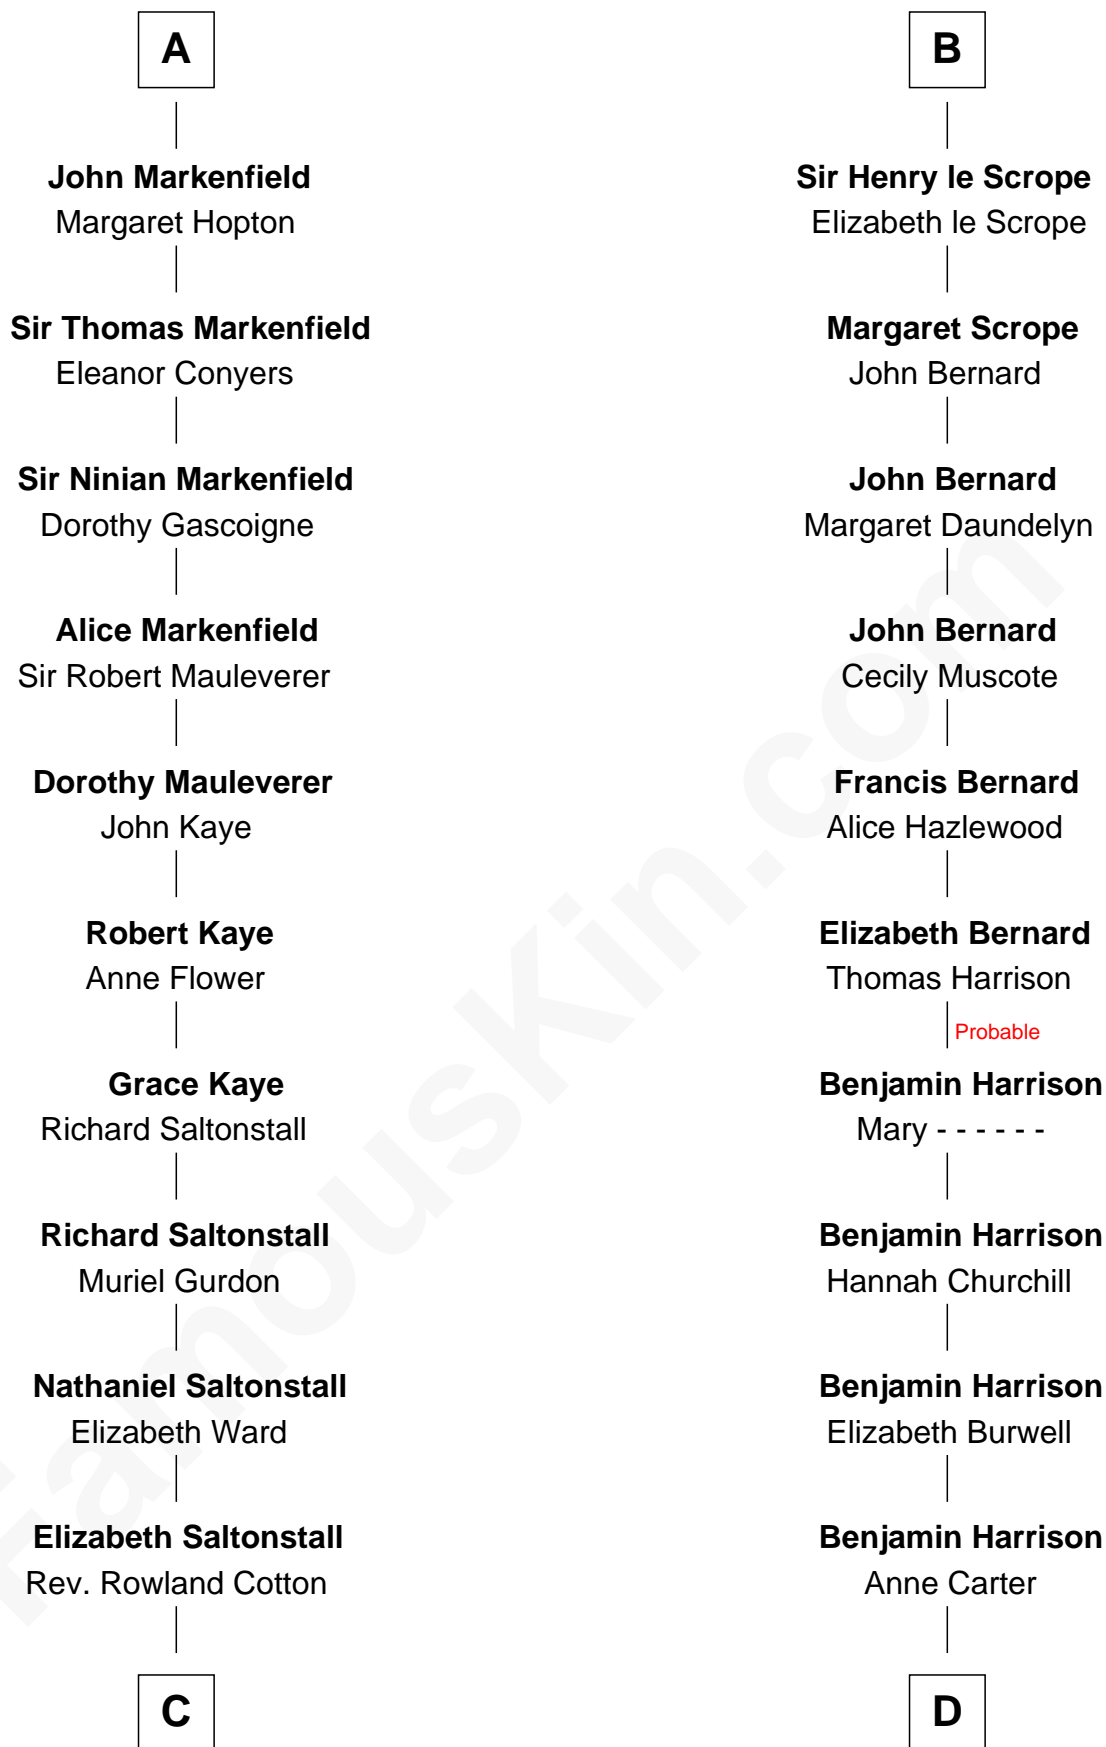 A
John Markenfield
Margaret Hopton
Sir Thomas Markenfield
Eleanor Conyers
Sir Ninian Markenfield
Dorothy Gascoigne
Alice Markenfield
Sir Robert Mauleverer
Dorothy Mauleverer
John Kaye
Robert Kaye
Anne Flower
Grace Kaye
Richard Saltonstall
Richard Saltonstall
Muriel Gurdon
Nathaniel Saltonstall
Elizabeth Ward
Elizabeth Saltonstall
Rev. Rowland Cotton
C
B
Sir Henry le Scrope
Elizabeth le Scrope
Margaret Scrope
John Bernard
John Bernard
Margaret Daundelyn
John Bernard
Cecily Muscote
Francis Bernard
Alice Hazlewood
Elizabeth Bernard
Thomas Harrison
Probable
Benjamin Harrison
Mary - - - - - -
Benjamin Harrison
Hannah Churchill
Benjamin Harrison
Elizabeth Burwell
Benjamin Harrison
Anne Carter
D
FamousKin.com